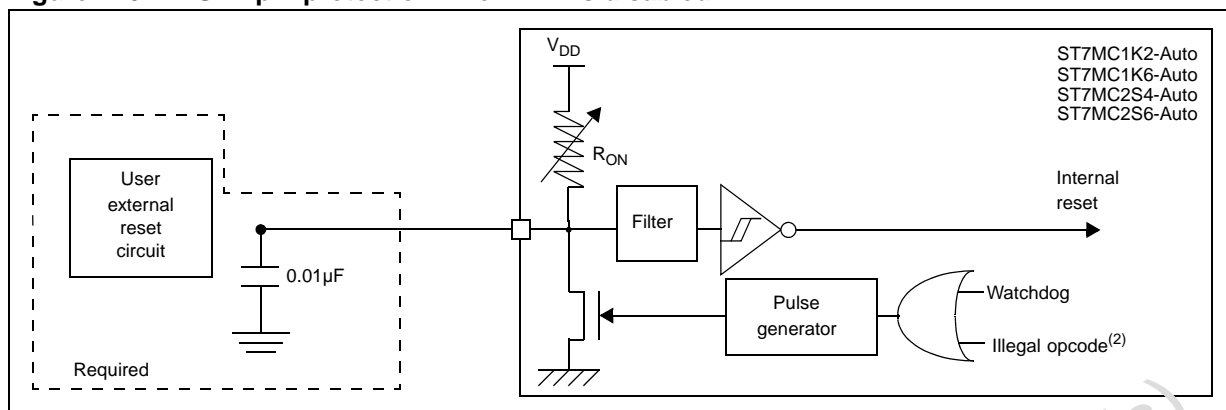 V_DD
ST7MC1K2-Auto
ST7MC1K6-Auto
ST7MC2S4-Auto
ST7MC2S6-Auto
R_ON
User
external
reset
circuit
Filter
Internal
reset
0.01µF
Pulse
generator
Watchdog
Illegal opcode(2)
Required